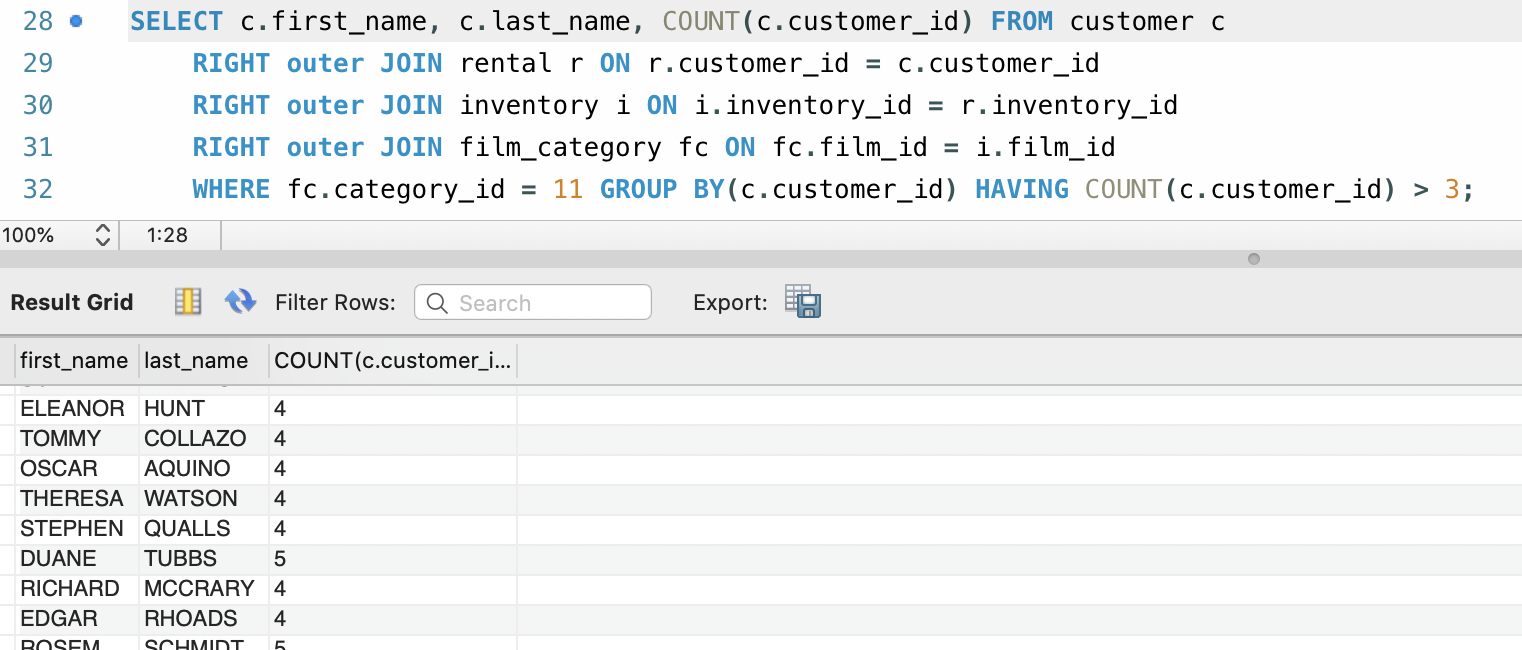 28 SELECT c.first_name, c.last_name, COUNT(c.customer_id) FROM customer c
29 RIGHT outer JOIN rental r ON r.customer_id = c.customer_id
30 RIGHT outer JOIN inventory i ON i.inventory_id = r.inventory_id
31 RIGHT outer JOIN film_category fc ON fc.film_id = i.film_id
32 WHERE fc.category_id = 11 GROUP BY(c.customer_id) HAVING COUNT(c.customer_id) > 3;
100% 1:28
Result Grid Filter Rows: Search Export:
first_name last_name COUNT(c.customer_i...
ELEANOR HUNT 4
TOMMY COLLAZO 4
OSCAR AQUINO 4
THERESA WATSON 4
STEPHEN QUALLS 4
DUANE TUBBS 5
RICHARD MCCRARY 4
EDGAR RHOADS 4
SCHMIDT 5